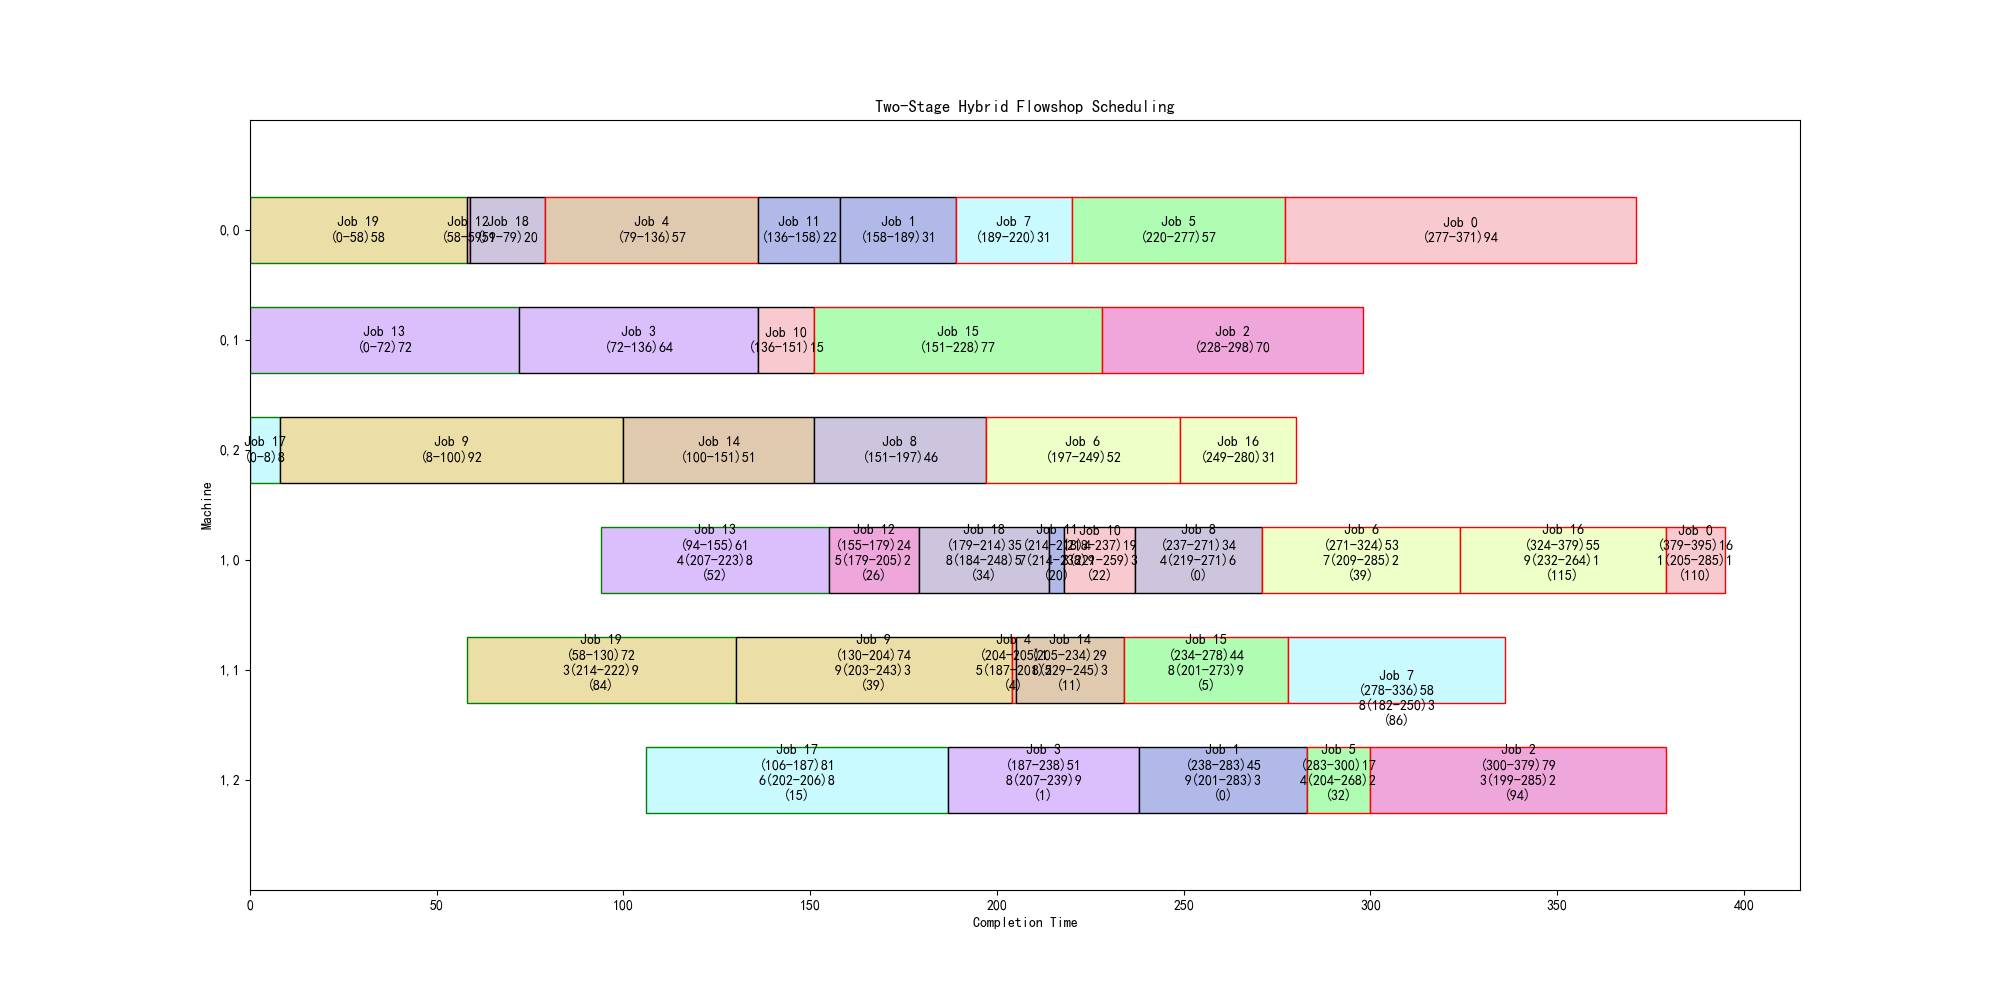 Two-Stage Hybrid Flowshop Scheduling
0,0
Job 19
(0-58)58
Job 12
(58-59)1
Job 18
(59-79)20
Job 4
(79-136)57
Job 11
(136-158)22
Job 1
(158-189)31
Job 7
(189-220)31
Job 5
(220-277)57
Job 0
(277-371)94
0,1
Job 13
(0-72)72
Job 3
(72-136)64
Job 10
(136-151)15
Job 15
(151-228)77
Job 2
(228-298)70
0,2
Job 17
(0-8)8
Job 9
(8-100)92
Job 14
(100-151)51
Job 8
(151-197)46
Job 6
(197-249)52
Job 16
(249-280)31
1,0
Job 13
(94-155)61
4(207-223)8
(52)
Job 12
(155-179)24
5(179-205)2
(26)
Job 18
(179-214)35
8(184-248)5
(34)
Job 11
(214-218)4
(20)
Job 10
(218-237)19
(22)
Job 8
(237-271)34
4(219-271)6
(0)
Job 6
(271-324)53
7(209-285)2
(39)
Job 16
(324-379)55
9(232-264)1
(115)
Job 0
(379-395)16
1(205-285)1
(110)
1,1
Job 19
(58-130)72
3(214-222)9
(84)
Job 9
(130-204)74
9(203-243)3
(39)
Job 4
(204-205)1
(4)
Job 14
(205-234)29
(11)
Job 15
(234-278)44
8(201-273)9
(5)
Job 7
(278-336)58
8(182-250)3
(86)
1,2
Job 17
(106-187)81
6(202-206)8
(15)
Job 3
(187-238)51
8(207-239)9
(1)
Job 1
(238-283)45
9(201-283)3
(0)
Job 5
(283-300)17
4(204-268)2
(32)
Job 2
(300-379)79
3(199-285)2
(94)
Machine
0
50
100
150
200
250
300
350
400
Completion Time